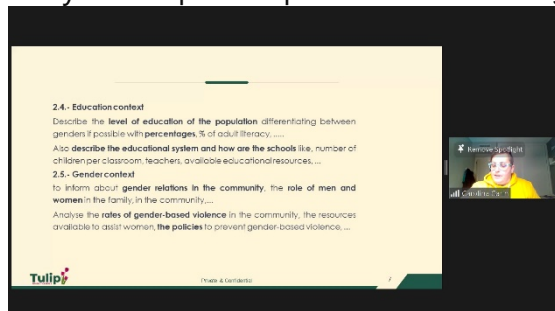 2.4.- Education context
Describe the level of education of the population differentiating between
genders if possible with percentages, % of adult literacy, .....
Also describe the educational system and how are the schools like, number of
children per classroom, teachers, available educational resources, ...
2.5.- Gender context
to inform about gender relations in the community, the role of men and
women in the family, in the community,...
Analyse the rates of gender-based violence in the community, the resources
available to assist women, the policies to prevent gender-based violence, ...
Tulip
Private & Confidential
Remove Spotlight
Carolina